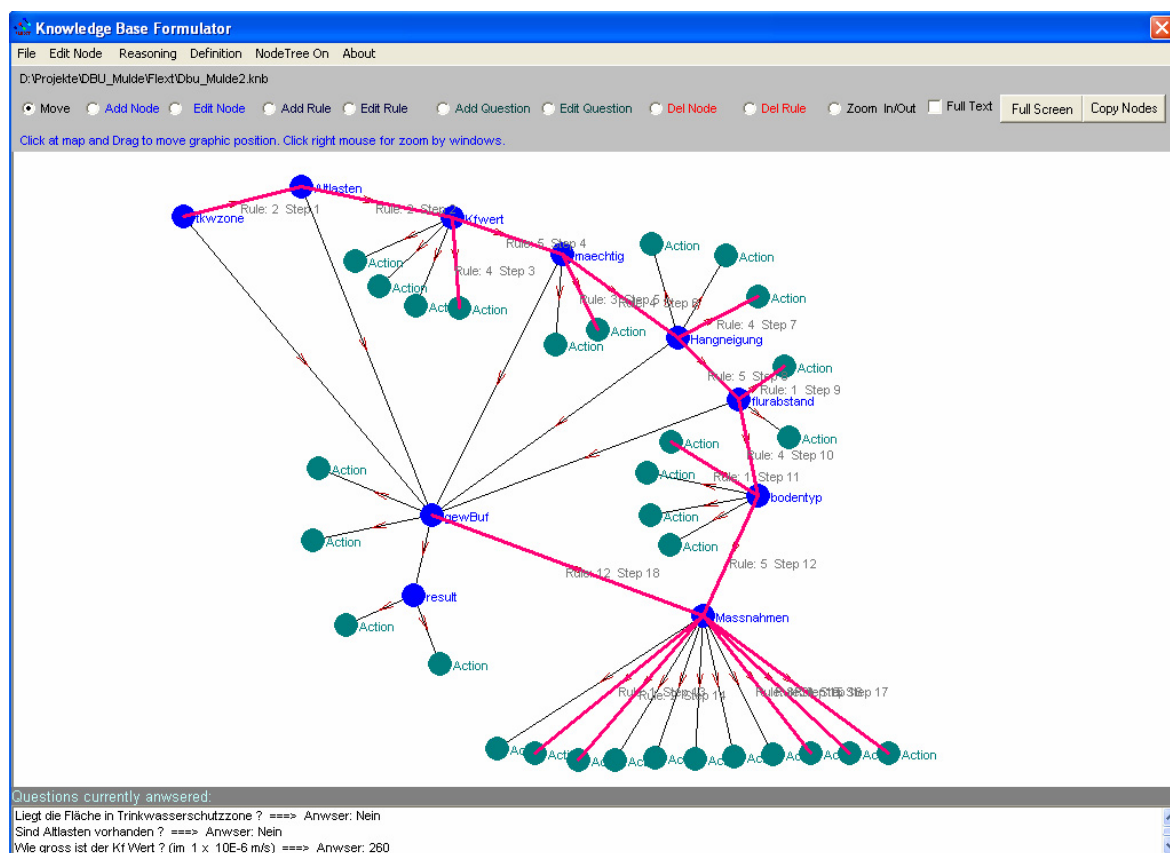 Knowledge Base Formulator
File Edit Node Reasoning Definition NodeTree On About
D:\Projekte\DBU_Mulde\Flext\Dbu_Mulde2.knb
Move Add Node Edit Node Add Rule Edit Rule Add Question Edit Question Del Node Del Rule Zoom In/Out Full Text Full Screen Copy Nodes
Click at map and Drag to move graphic position. Click right mouse for zoom by windows.
Altlasten
Rule: 2 Step 1
Rule: 2 Step 2
tkwzone
Kfwert
Rule: 5 Step 4
Action
Action
maechtig
Action
Action
Rule: 4 Step 3
Action
Action
Action
Action
Rule: 4 Step 7
Action
Action
Hangneigung
Action
Rule: 5
Rule: 1 Step 9
flurabstand
Action
Action
Rule: 4 Step 10
Action
Rule: 1 Step 11
bodentyp
Action
Action
Action
gewBuf
Action
Rule: 5 Step 12
Rule: 12 Step 18
result
Massnahmen
Action
Action
Step 17
Action
Questions currently anwsered:
Liegt die Fläche in Trinkwasserschutzzone ? ===> Anwser: Nein
Sind Altlasten vorhanden ? ===> Anwser: Nein
Wie gross ist der Kf Wert ? (im 1 x 10E-6 m/s) ===> Anwser: 260